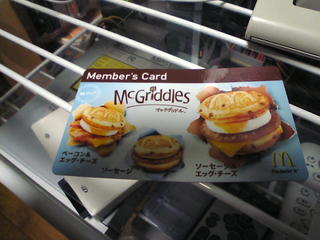 Member's Card
McGriddles
マックグリドル
ベーコン&
エッグ・チーズ
ソーセージ
ソーセージ&
エッグ・チーズ
McDonald's